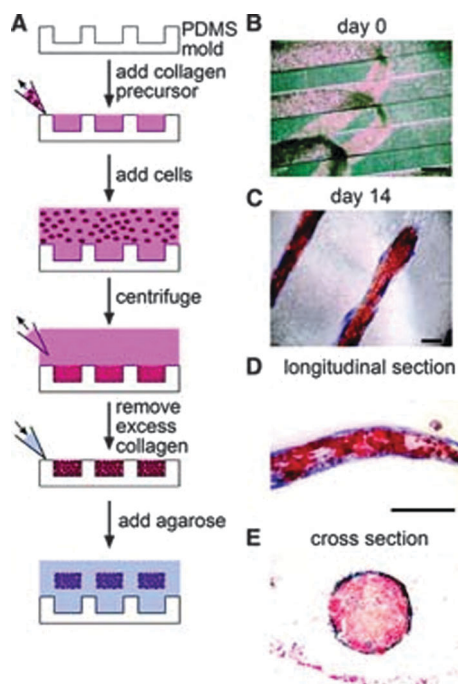 A
PDMS
mold
add collagen
precursor
add cells
centrifuge
remove
excess
collagen
add agarose
B
day 0
C
day 14
D
longitudinal section
E
cross section